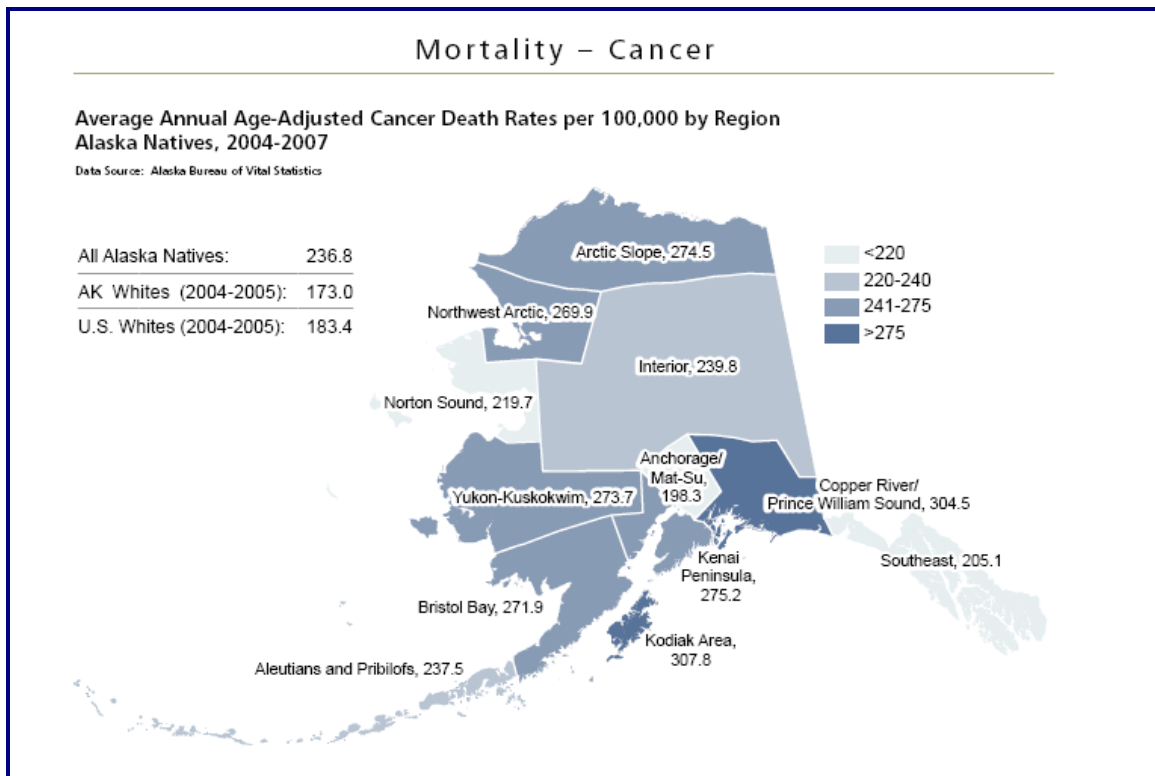 Mortality – Cancer
Average Annual Age-Adjusted Cancer Death Rates per 100,000 by Region
Alaska Natives, 2004-2007
Data Source: Alaska Bureau of Vital Statistics
All Alaska Natives: 236.8
AK Whites (2004-2005): 173.0
U.S. Whites (2004-2005): 183.4
<220
220-240
241-275
>275
Arctic Slope, 274.5
Northwest Arctic, 269.9
Interior, 239.8
Norton Sound, 219.7
Anchorage/
Mat-Su,
198.3
Yukon-Kuskokwim, 273.7
Copper River/
Prince William Sound, 304.5
Southeast, 205.1
Kenai
Peninsula,
275.2
Bristol Bay, 271.9
Kodiak Area,
307.8
Aleutians and Pribilofs, 237.5